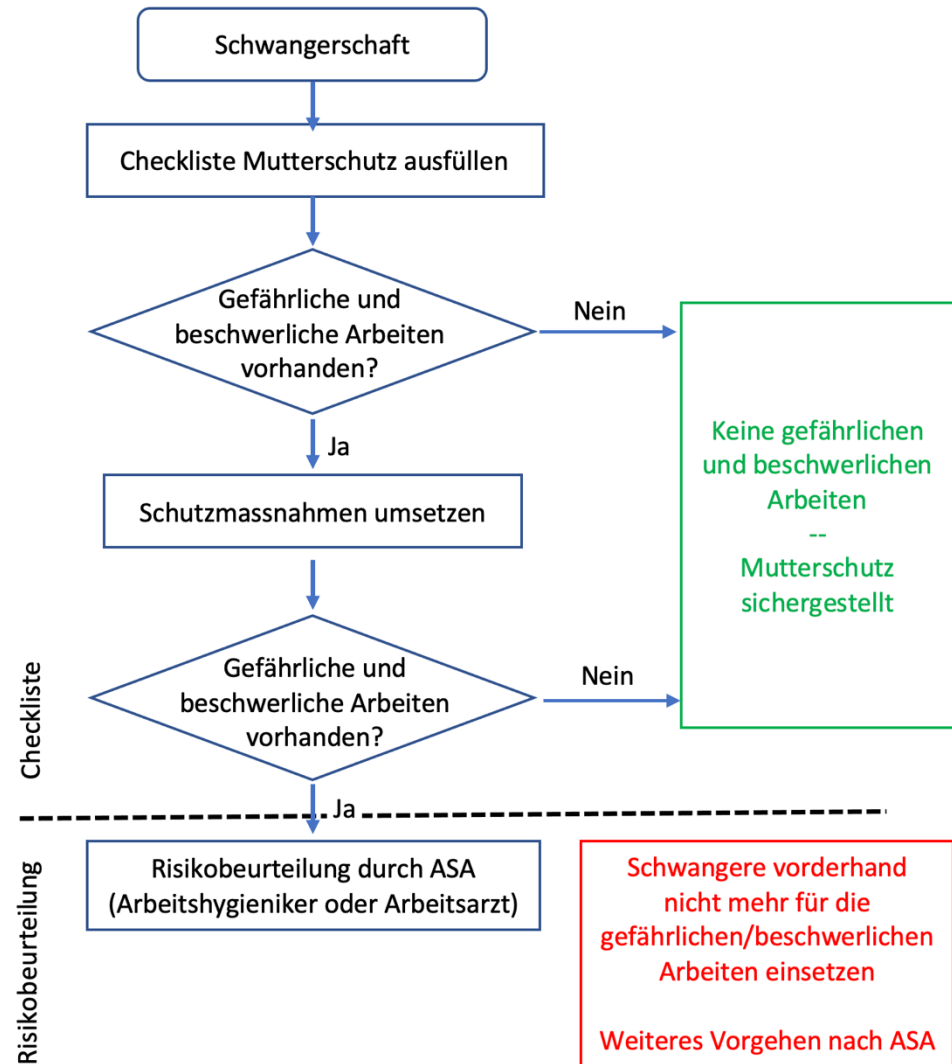 Schwangerschaft
Checkliste Mutterschutz ausfüllen
Gefährliche und
beschwerliche Arbeiten
vorhanden?
Nein
Ja
Keine gefährlichen
und beschwerlichen
Arbeiten
--
Mutterschutz
sichergestellt
Schutzmassnahmen umsetzen
Gefährliche und
beschwerliche Arbeiten
vorhanden?
Nein
Checkliste
Ja
Risikobeurteilung
Risikobeurteilung durch ASA
(Arbeitshygieniker oder Arbeitsarzt)
Schwangere vorderhand
nicht mehr für die
gefährlichen/beschwerlichen
Arbeiten einsetzen
Weiteres Vorgehen nach ASA